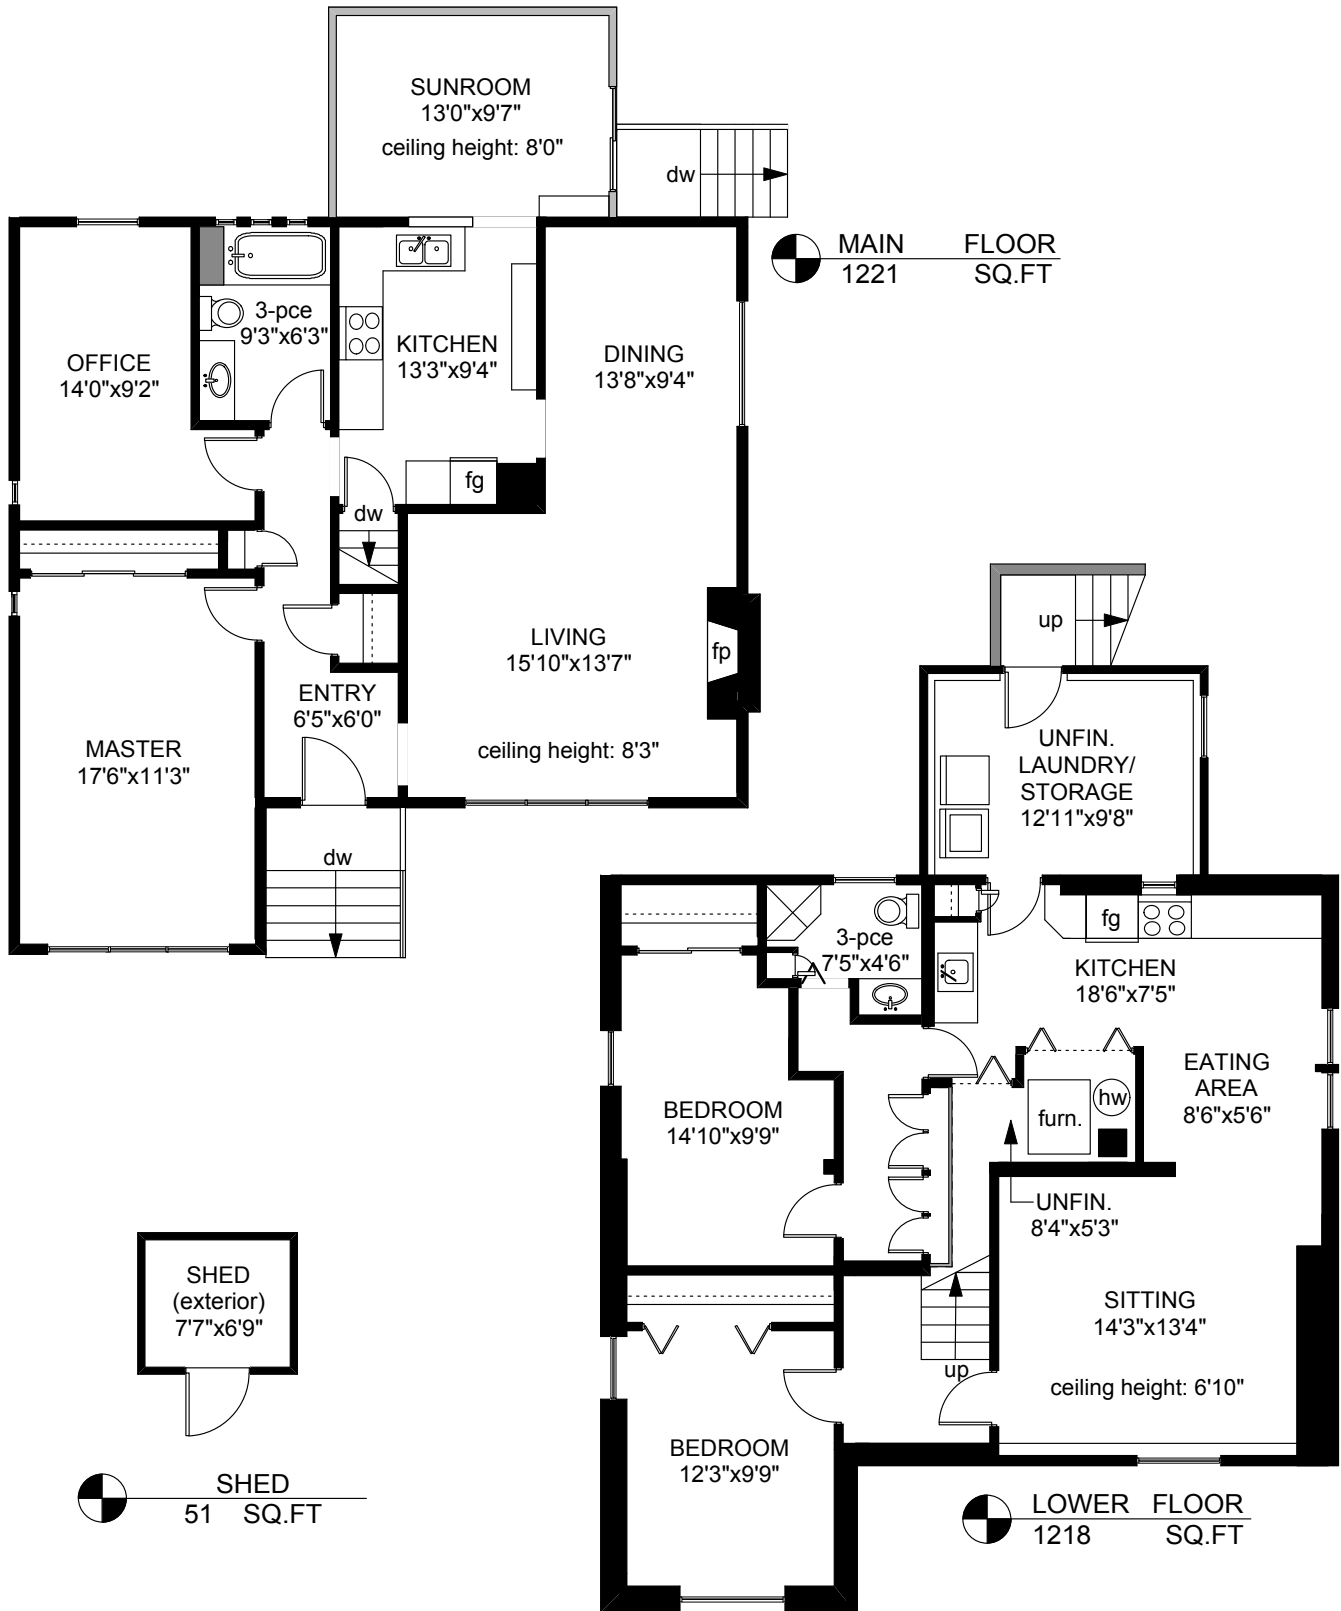 SUNROOM
13'0"x9'7"
ceiling height: 8'0"
dw
MAIN FLOOR
1221 SQ.FT
3-pce
9'3"x6'3"
OFFICE
14'0"x9'2"
KITCHEN
13'3"x9'4"
DINING
13'8"x9'4"
fg
dw
LIVING
15'10"x13'7"
fp
ceiling height: 8'3"
ENTRY
6'5"x6'0"
MASTER
17'6"x11'3"
dw
up
UNFIN.
LAUNDRY/
STORAGE
12'11"x9'8"
fg
3-pce
7'5"x4'6"
KITCHEN
18'6"x7'5"
EATING
AREA
8'6"x5'6"
hw
furn.
BEDROOM
14'10"x9'9"
UNFIN.
8'4"x5'3"
SITTING
14'3"x13'4"
ceiling height: 6'10"
up
BEDROOM
12'3"x9'9"
SHED
(exterior)
7'7"x6'9"
SHED
51 SQ.FT
LOWER FLOOR
1218 SQ.FT